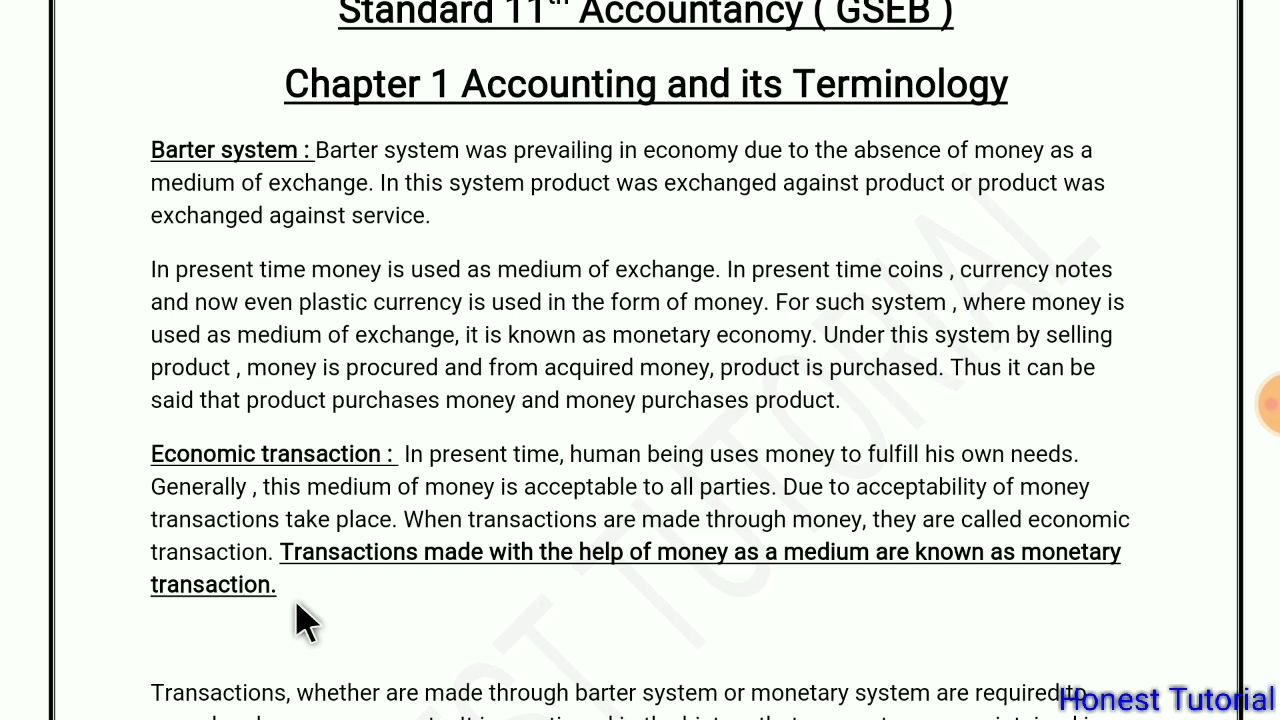 Standard 11th Accountancy ( GSEB )
Chapter 1 Accounting and its Terminology
Barter system : Barter system was prevailing in economy due to the absence of money as a
medium of exchange. In this system product was exchanged against product or product was
exchanged against service.
In present time money is used as medium of exchange. In present time coins , currency notes
and now even plastic currency is used in the form of money. For such system , where money is
used as medium of exchange, it is known as monetary economy. Under this system by selling
product , money is procured and from acquired money, product is purchased. Thus it can be
said that product purchases money and money purchases product.
Economic transaction : In present time, human being uses money to fulfill his own needs.
Generally , this medium of money is acceptable to all parties. Due to acceptability of money
transactions take place. When transactions are made through money, they are called economic
transaction. Transactions made with the help of money as a medium are known as monetary
transaction.
Transactions, whether are made through barter system or monetary system are required to
Honest Tutorial
ST TUTORIAL